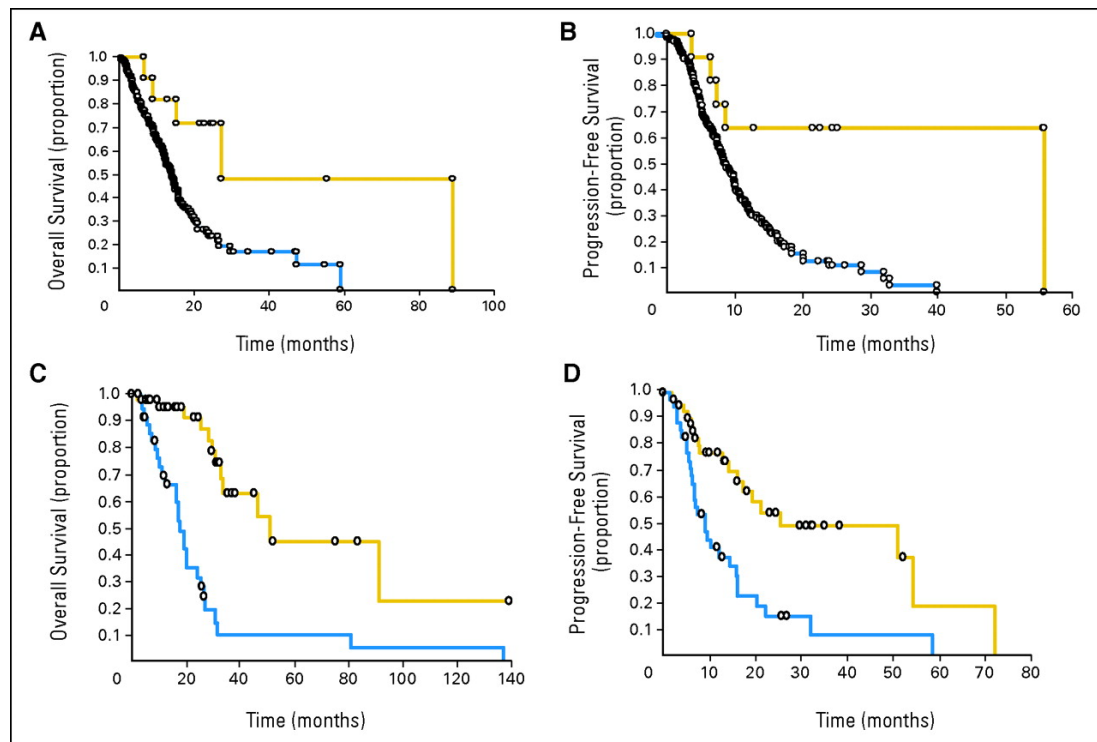 A
Overall Survival (proportion)
1.0
0.9
0.8
0.7
0.6
0.5
0.4
0.3
0.2
0.1
0 20 40 60 80 100
Time (months)
B
Progression-Free Survival
(proportion)
1.0
0.9
0.8
0.7
0.6
0.5
0.4
0.3
0.2
0.1
0 10 20 30 40 50 60
Time (months)
C
Overall Survival (proportion)
1.0
0.9
0.8
0.7
0.6
0.5
0.4
0.3
0.2
0.1
0 20 40 60 80 100 120 140
Time (months)
D
Progression-Free Survival
(proportion)
1.0
0.9
0.8
0.7
0.6
0.5
0.4
0.3
0.2
0.1
0 10 20 30 40 50 60 70 80
Time (months)